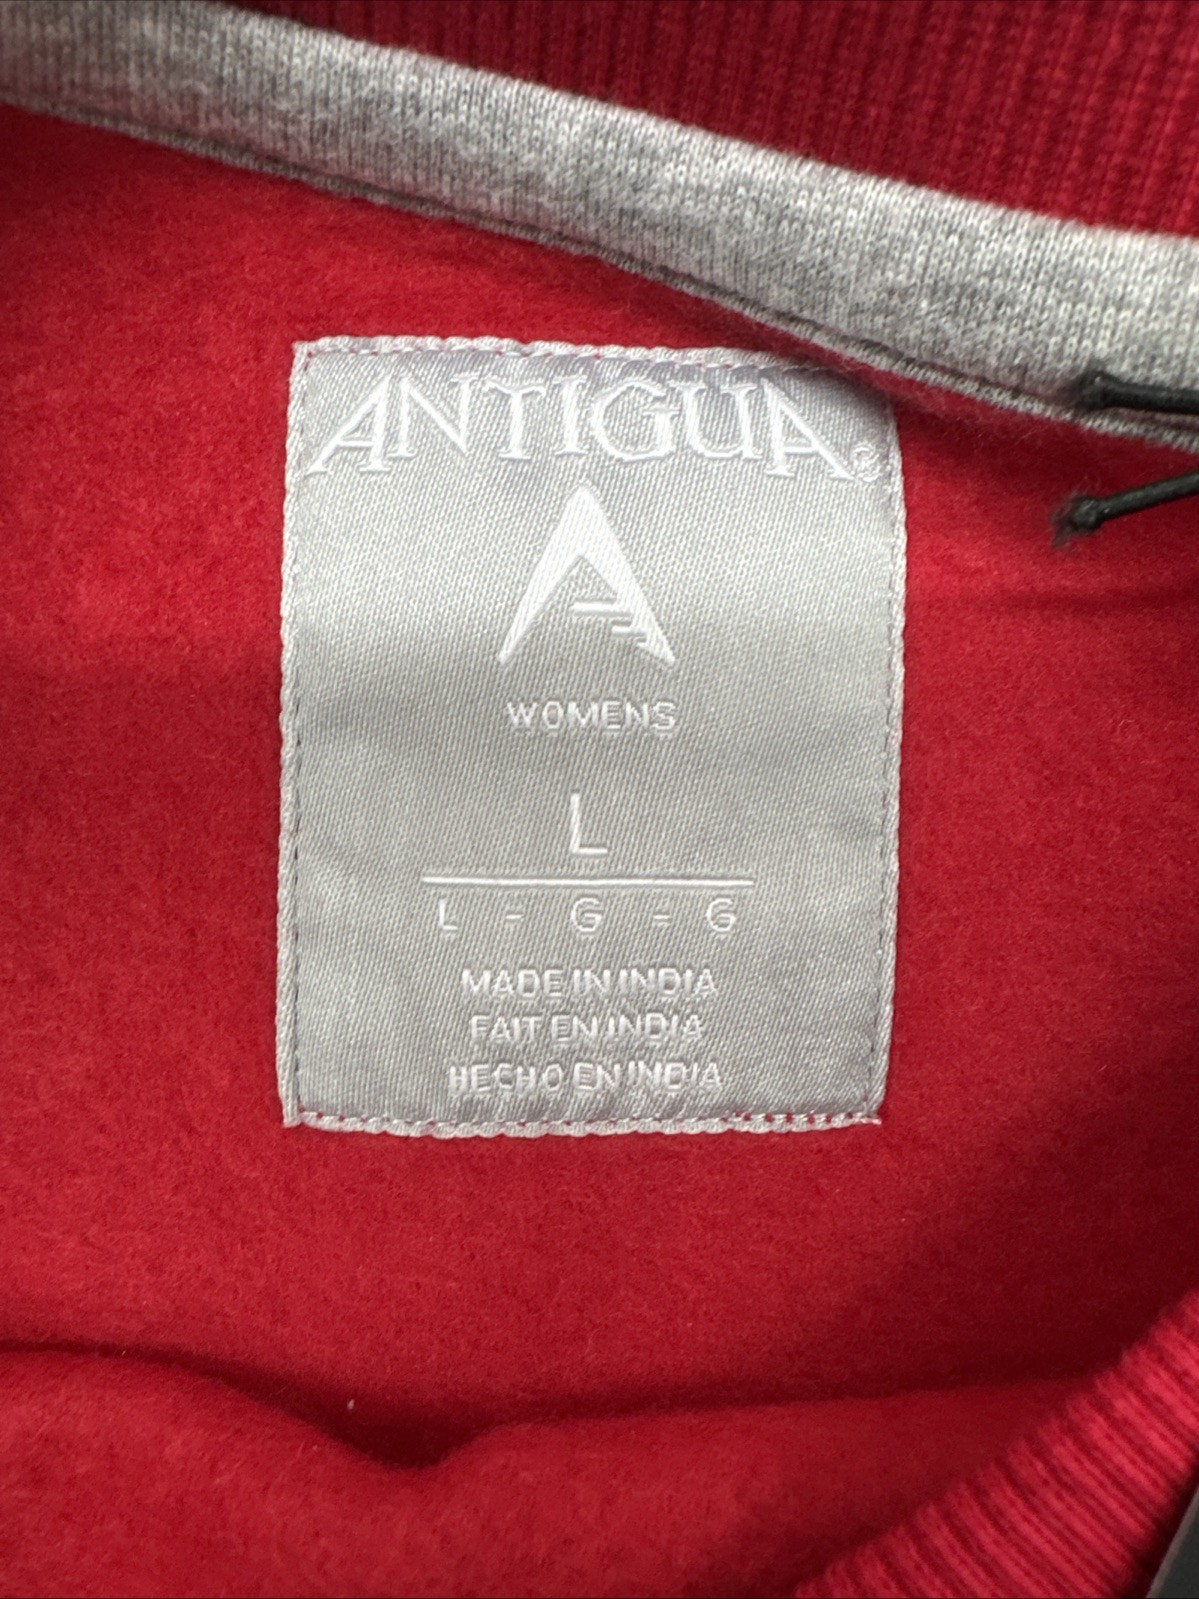 ANTIGUA®
WOMENS
L
L - G - G
MADE IN INDIA
FAIT EN INDIA
HECHO EN INDIA